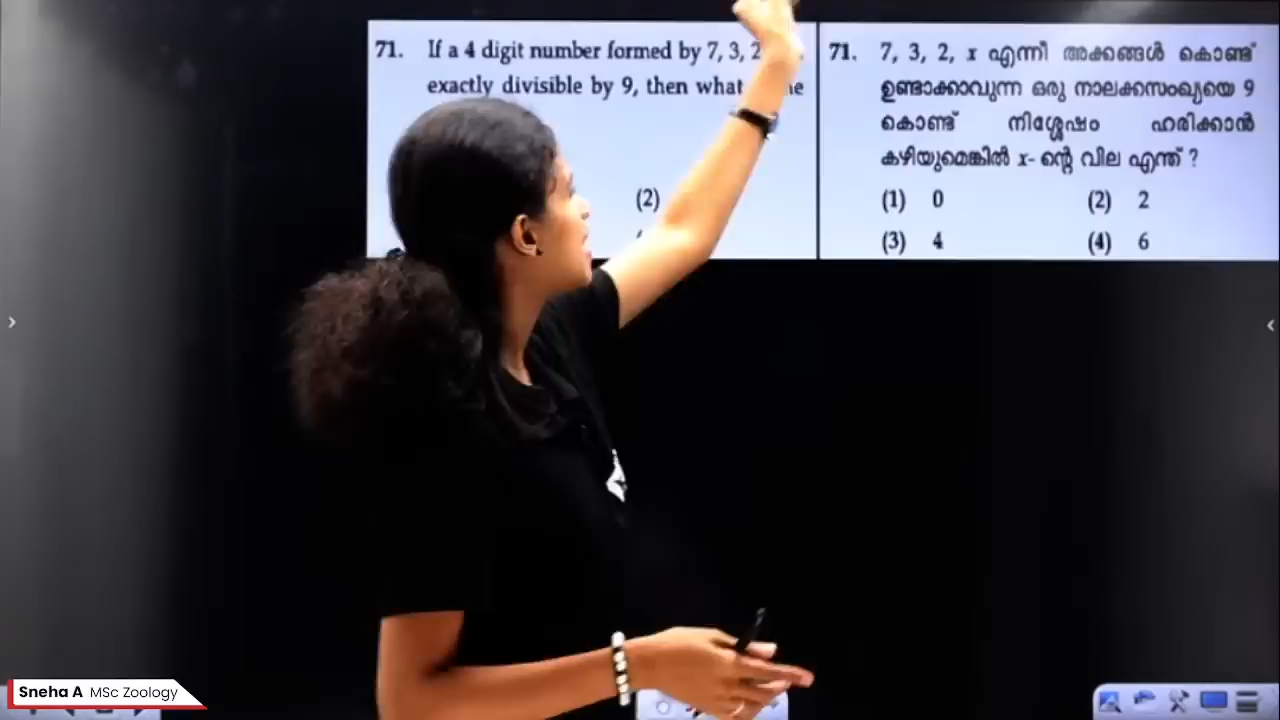 71. If a 4 digit number formed by 7, 3, 2
exactly divisible by 9, then what
(2)
71. 7, 3, 2, x എന്നീ അക്കങ്ങൾ കൊണ്ട്
ഉണ്ടാക്കാവുന്ന ഒരു നാലക്കസംഖ്യയെ 9
കൊണ്ട് നിശ്ശേഷം ഹരിക്കാൻ
കഴിയുമെങ്കിൽ x- ന്റെ വില എന്ത് ?
(1) 0 (2) 2
(3) 4 (4) 6
Sneha A MSc Zoology